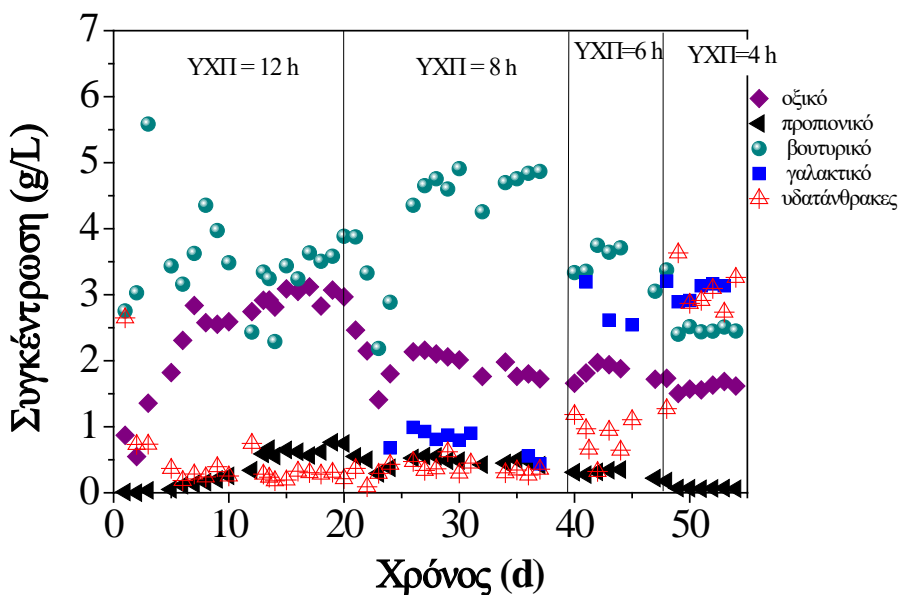 ΥΧΠ = 12 h
ΥΧΠ = 8 h
ΥΧΠ=6 h
ΥΧΠ=4 h
οξικό
προπιονικό
βουτυρικό
γαλακτικό
υδατάνθρακες
Συγκέντρωση (g/L)
7
6
5
4
3
2
1
0
0
10
20
30
40
50
Χρόνος (d)